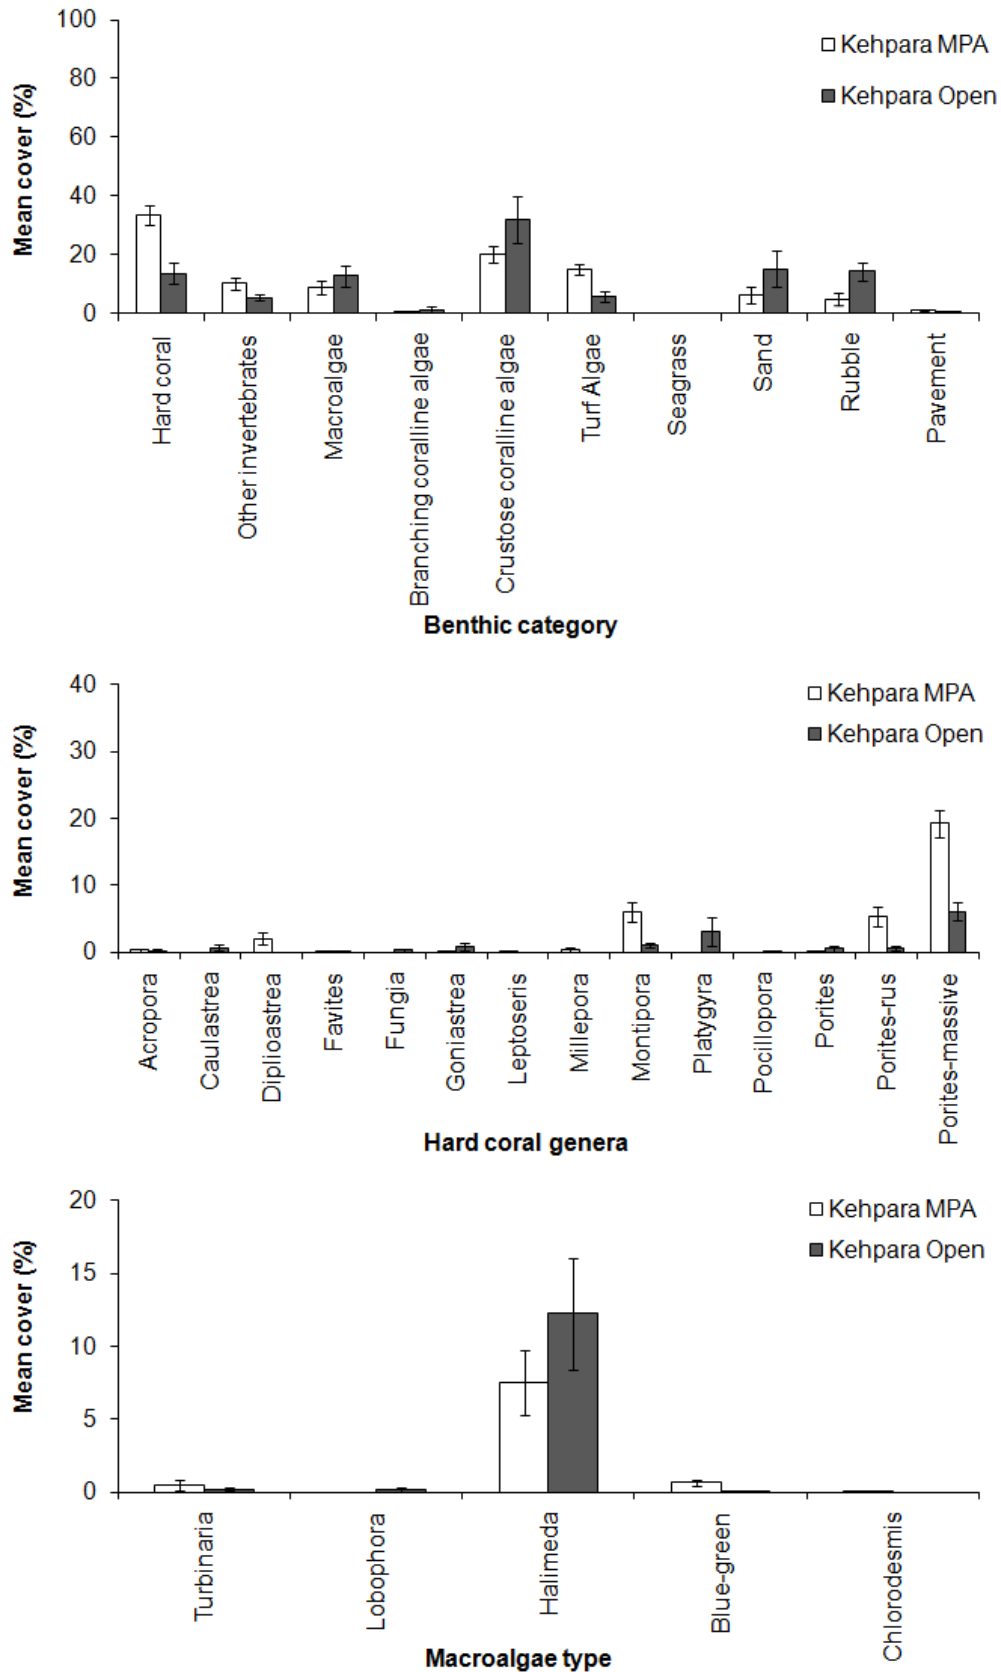 100
80
60
40
20
0
Mean cover (%)
Kehpara MPA
Kehpara Open
Hard coral
Other invertebrates
Macroalgae
Branching coralline algae
Crustose coralline algae
Turf Algae
Seagrass
Sand
Rubble
Pavement
Benthic category
40
30
20
10
0
Mean cover (%)
Kehpara MPA
Kehpara Open
Acropora
Caulastrea
Diplioastrea
Favites
Fungia
Goniastrea
Leptoseris
Millepora
Montipora
Platygyra
Pocillopora
Porites
Porites-rus
Porites-massive
Hard coral genera
20
15
10
5
0
Mean cover (%)
Kehpara MPA
Kehpara Open
Turbinaria
Lobophora
Halimeda
Blue-green
Chlorodesmis
Macroalgae type